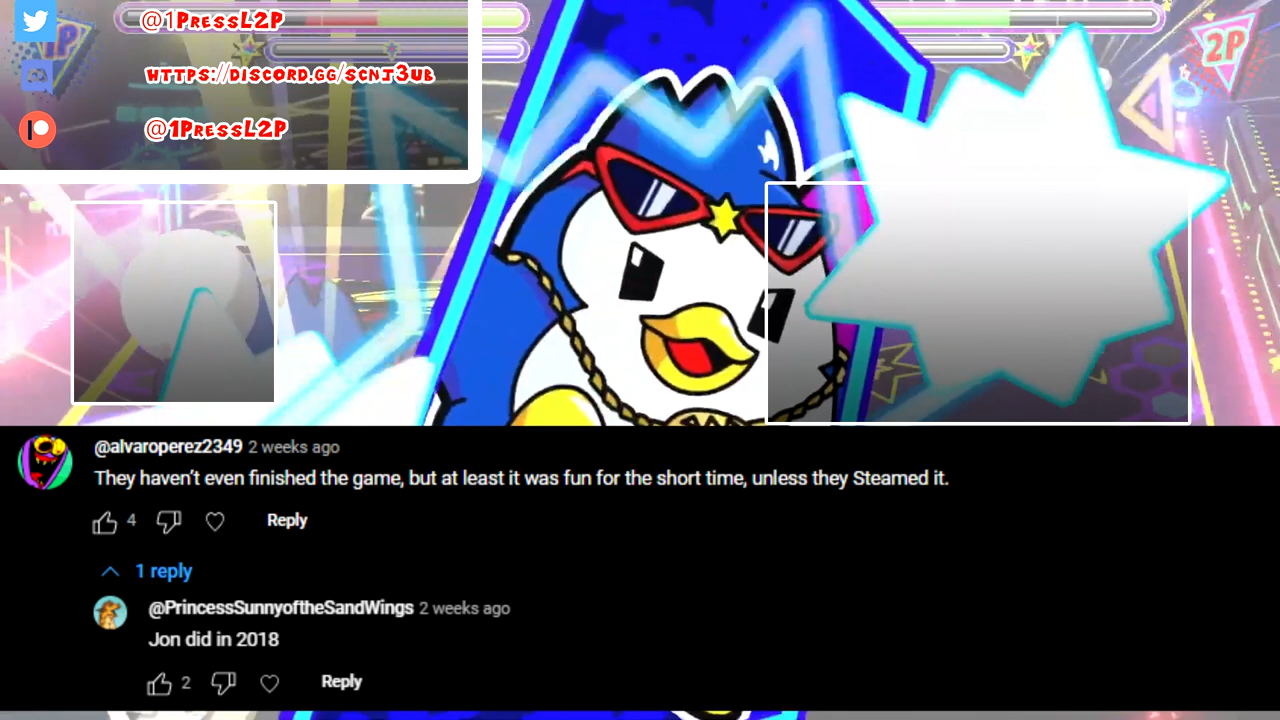 @1PressL2P
https://discord.gg/scnj3ub
@1PressL2P
2P
@alvaroperez2349 2 weeks ago
They haven't even finished the game, but at least it was fun for the short time, unless they Steamed it.
4 Reply
1 reply
@PrincessSunnyoftheSandWings 2 weeks ago
Jon did in 2018
2 Reply